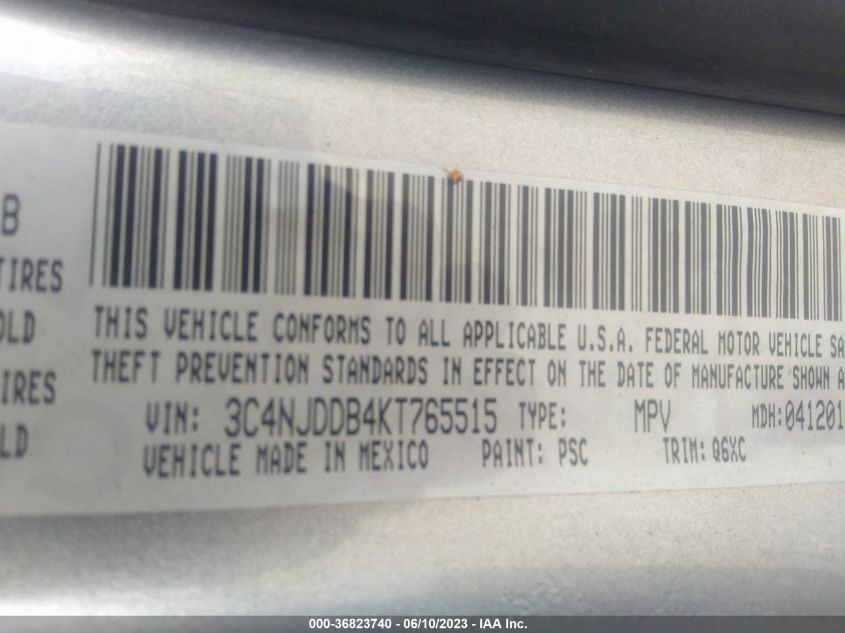 B
TIRES
OLD
IRES
LD
THIS VEHICLE CONFORMS TO ALL APPLICABLE U.S.A. FEDERAL MOTOR VEHICLE SA
THEFT PREVENTION STANDARDS IN EFFECT ON THE DATE OF MANUFACTURE SHOWN A
VIN: 3C4NJDDB4KT765515 TYPE: MPV MDH: 041201
VEHICLE MADE IN MEXICO PAINT: PSC TRIM: Q6XC
000-36823740 - 06/10/2023 - IAA Inc.